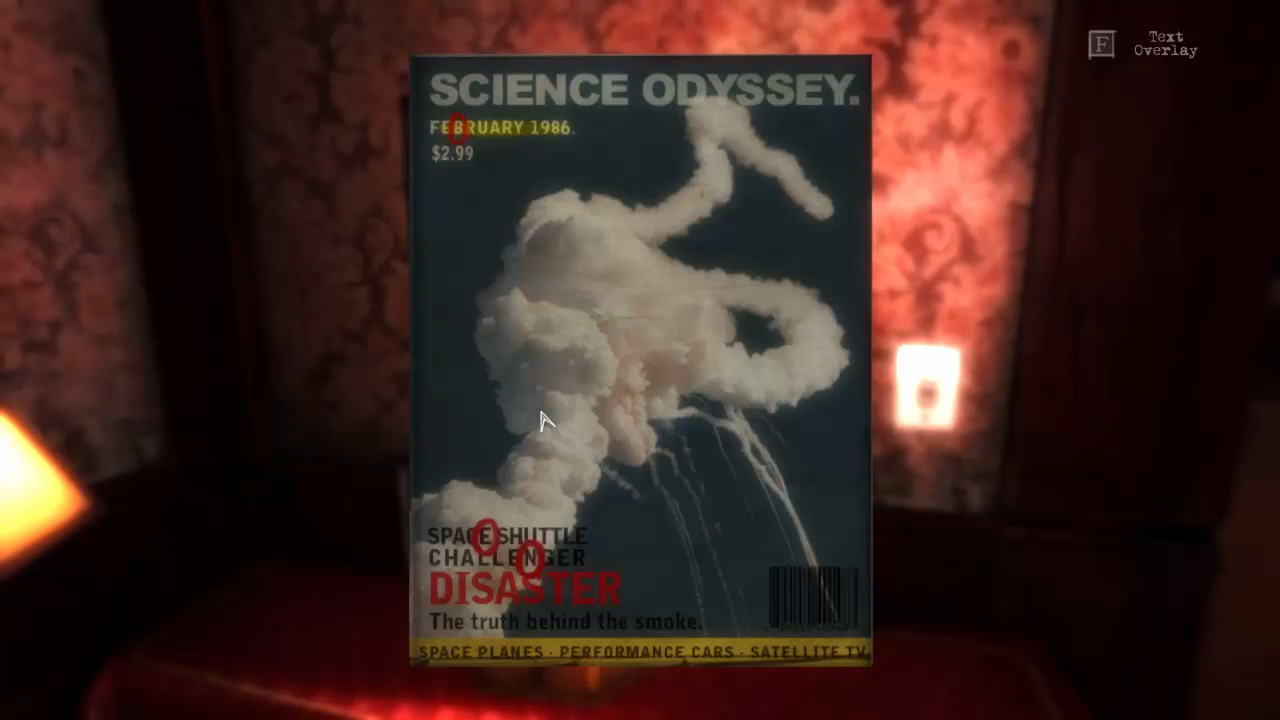 F Text
Overlay
SCIENCE ODYSSEY.
FEBRUARY 1986.
$2.99
SPACE SHUTTLE
CHALLENGER
DISASTER
The truth behind the smoke.
SPACE PLANES · PERFORMANCE CARS · SATELLITE TV